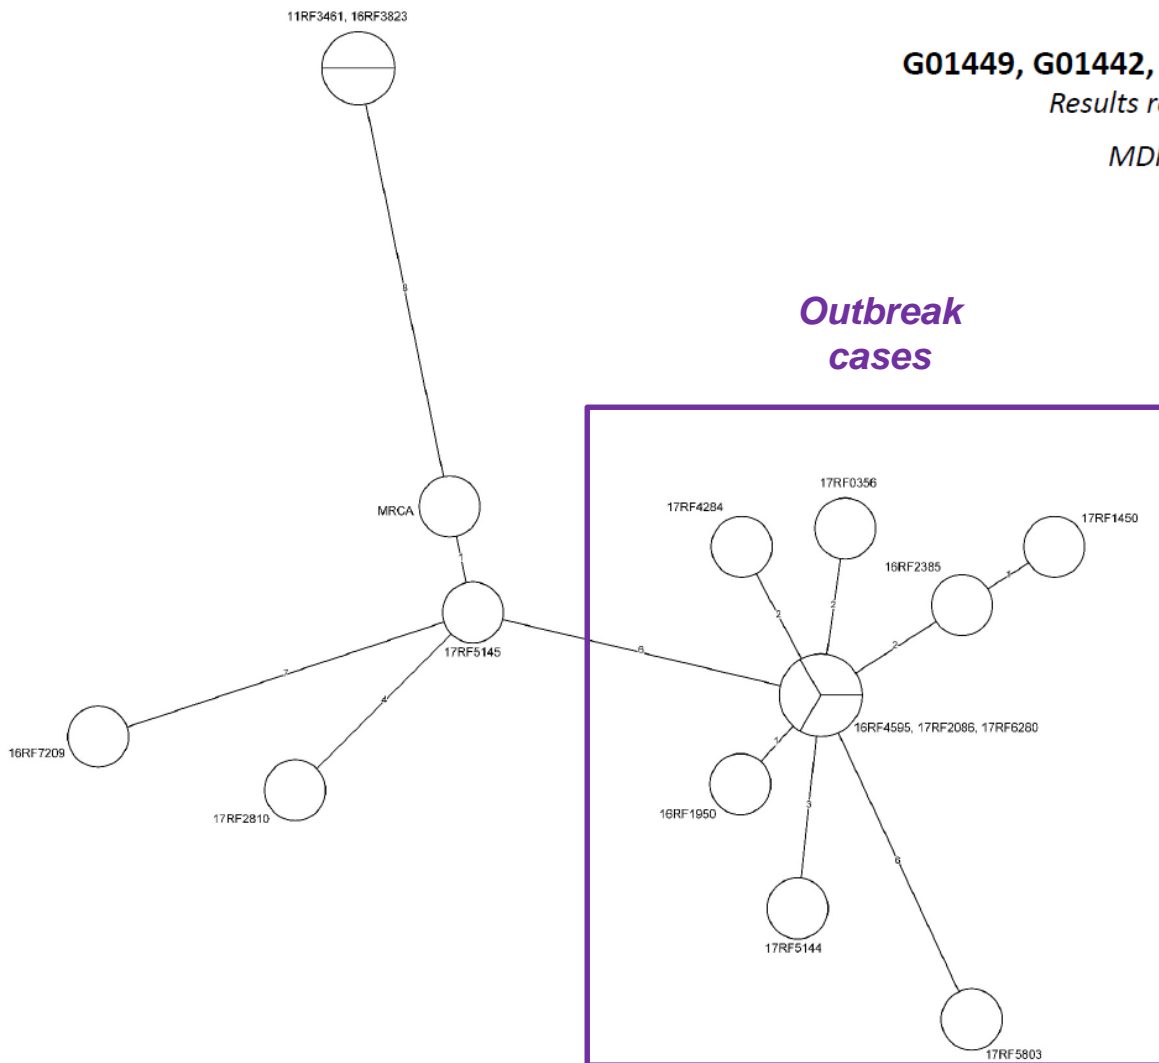 11RF3461, 16RF3823
G01449, G01442,
Results r
MDI
8
Outbreak
cases
17RF0356
17RF4284
17RF1450
16RF2385
MRCA
1
2
2
2
17RF5145
6
7
4
16RF4595, 17RF2086, 17RF6280
16RF7209
1
16RF1950
17RF2810
3
6
17RF5144
17RF5803